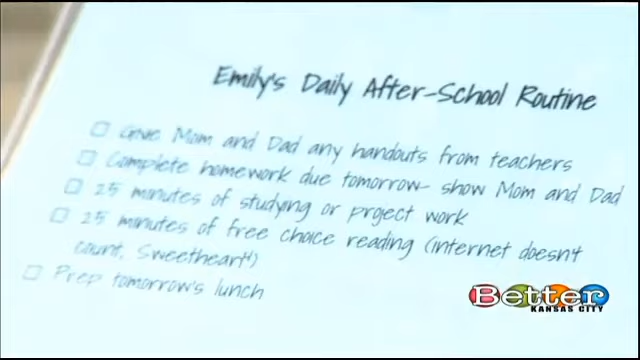 Emily's Daily After-School Routine
Give Mom and Dad any handouts from teachers
Complete homework due tomorrow- show Mom and Dad
25 minutes of studying or project work
25 minutes of free choice reading (internet doesn't
count, Sweetheart!)
Prep tomorrow's lunch
Better
KANSAS CITY